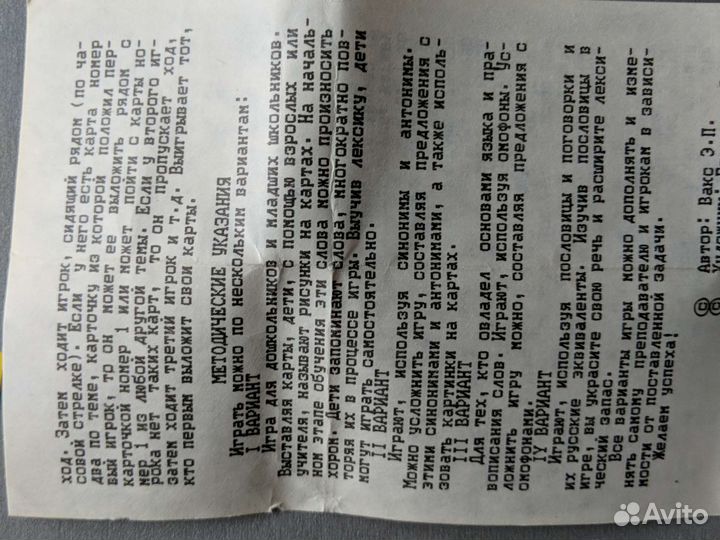 ход. Затем ходит игрок, сидящий рядом (по ча-
совой стрелке). Если у него есть карта номер
два по теме, карточку из которой положил пер-
вый игрок, то он может ее выложить рядом с
карточкой номер 1 или может пойти с карты но-
мер 1 из любой другой темы. Если у второго иг-
рока нет таких карт, то он пропускает ход,
затем ходит третий игрок и т.д. Выигрывает тот,
кто первым выложит свои карты.
МЕТОДИЧЕСКИЕ УКАЗАНИЯ
Играть можно по нескольким вариантам:
I ВАРИАНТ
Игра для дошкольников и младших школьников.
Выставляя карты, дети, с помощью взрослых или
учителя, называют рисунки на картах. На началь-
ном этапе обучения эти слова можно произносить
хором. Дети запоминают слова, многократно пов-
торяя их в процессе игры. Выучив лексику, дети
могут играть самостоятельно.
II ВАРИАНТ
Играют, используя синонимы и антонимы.
Можно усложнить игру, составляя предложения с
этими синонимами и антонимами, а также исполь-
зовать картинки на картах.
III ВАРИАНТ
Для тех, кто овладел основами языка и пра-
вописания слов. Играют, используя омофоны. Ус-
ложнить игру можно, составляя предложения с
омофонами.
IY ВАРИАНТ
Играют, используя пословицы и поговорки и
их русские эквиваленты. Изучив пословицы в
игре, вы украсите свою речь и расширите лекси-
ческий запас.
Все варианты игры можно дополнять и изме-
нять самому преподавателю и игрокам в зависи-
мости от поставленной задачи.
Желаем успеха!
© Автор: Вакс Э.П.
©
Avito